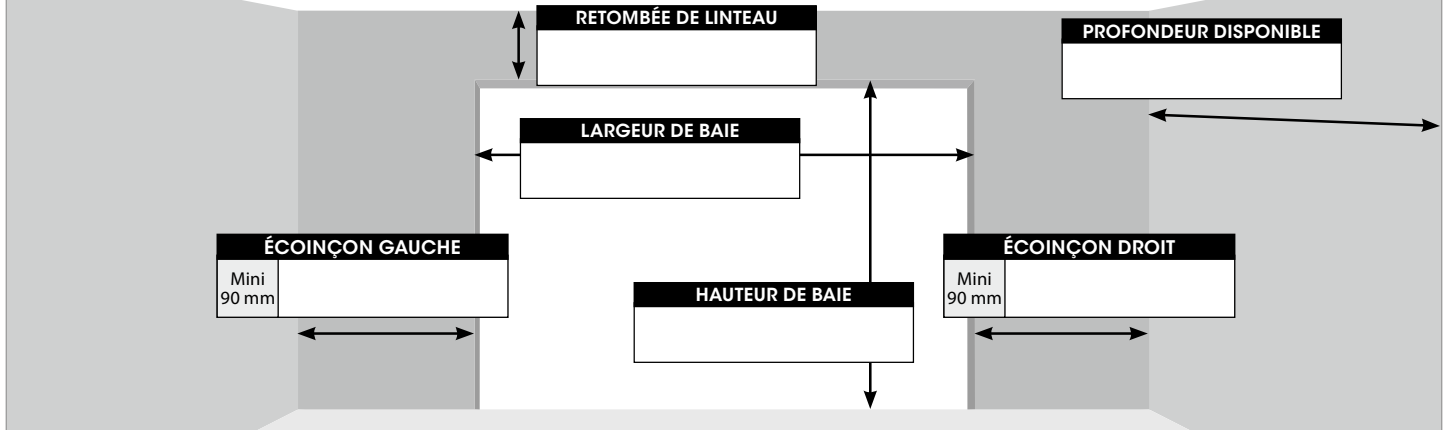 RETOMBÉE DE LINTEAU
PROFONDEUR DISPONIBLE
LARGEUR DE BAIE
ÉCOINÇON GAUCHE
Mini
90 mm
ÉCOINÇON DROIT
Mini
90 mm
HAUTEUR DE BAIE